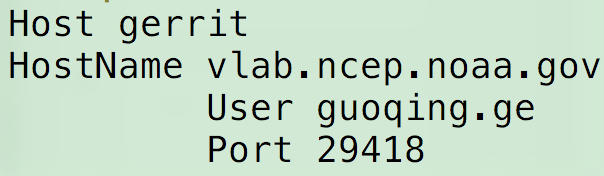 Host gerrit
HostName vlab.ncep.noaa.gov
User guoqing.ge
Port 29418